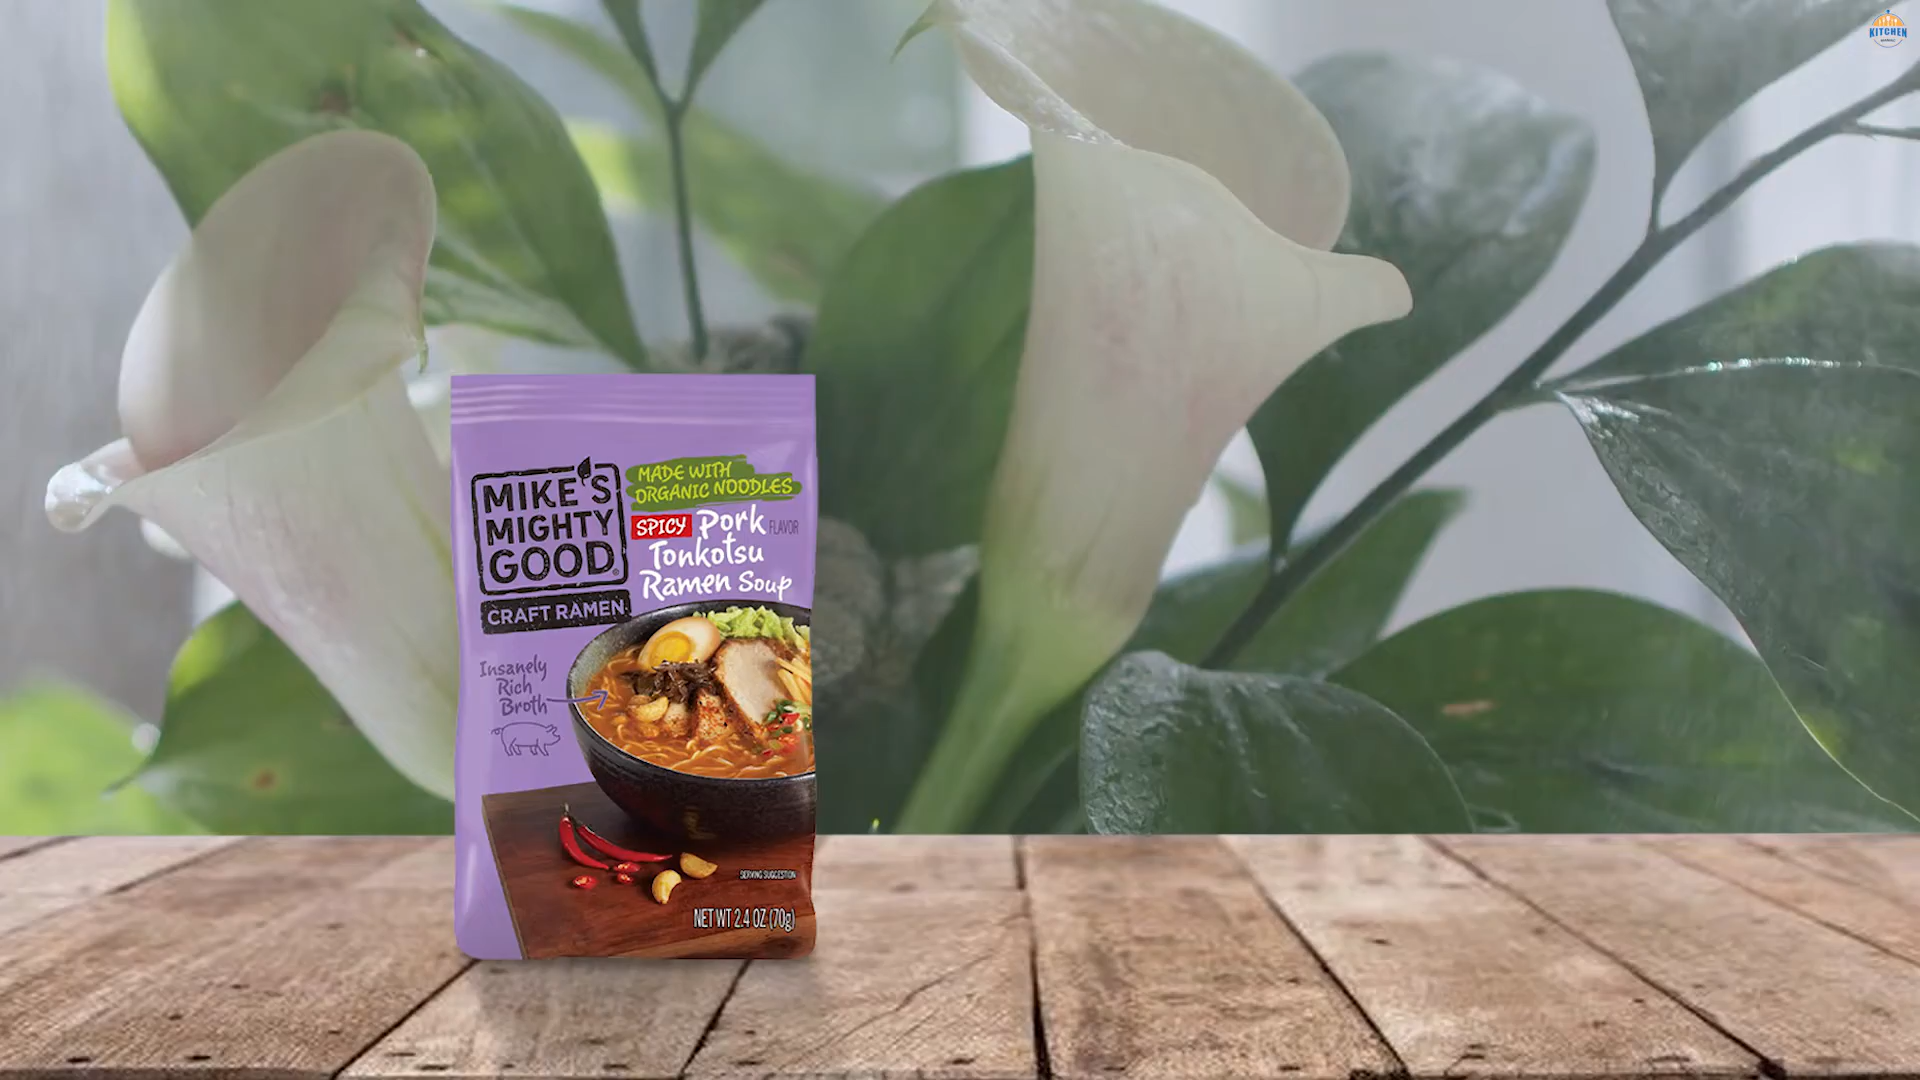 KITCHEN
MIKE'S
MIGHTY
GOOD
CRAFT RAMEN
MADE WITH
ORGANIC NOODLES
SPICY Pork FLAVOR
Tonkotsu
Ramen Soup
Insanely
Rich
Broth
SERVING SUGGESTION
NET WT 2.4 OZ (70g)